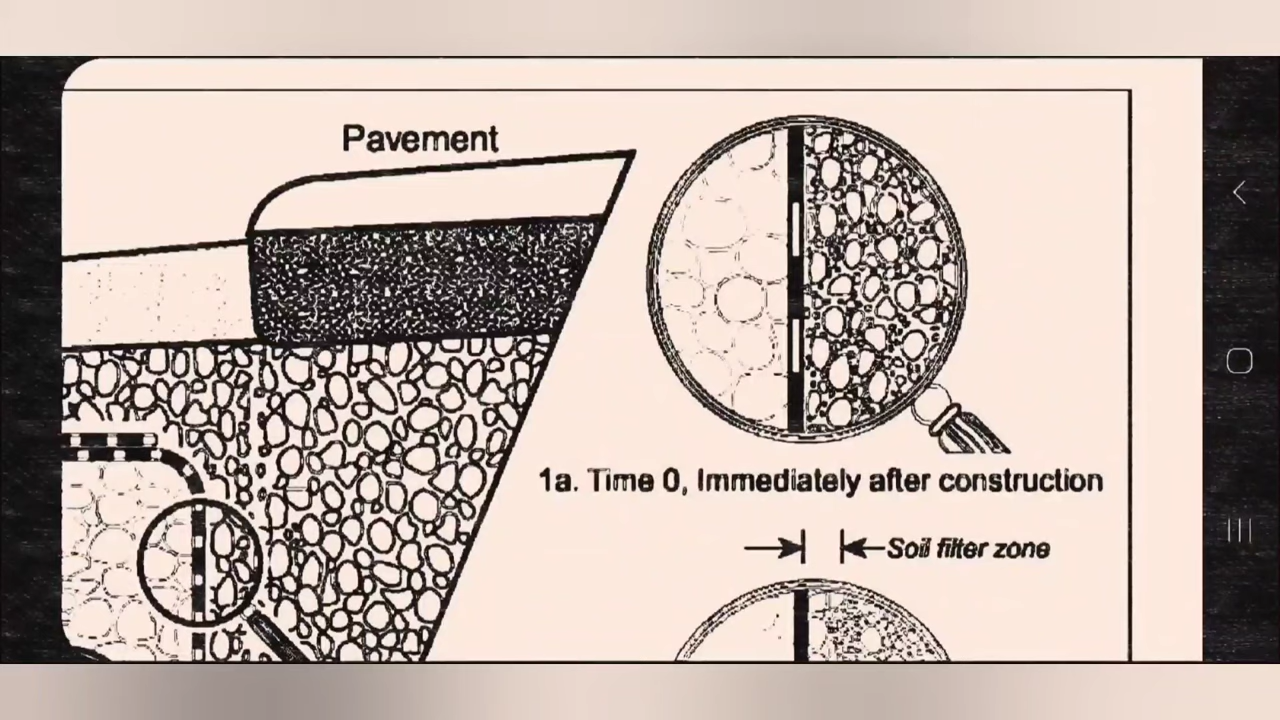 Pavement
1a. Time 0, Immediately after construction
Soil filter zone